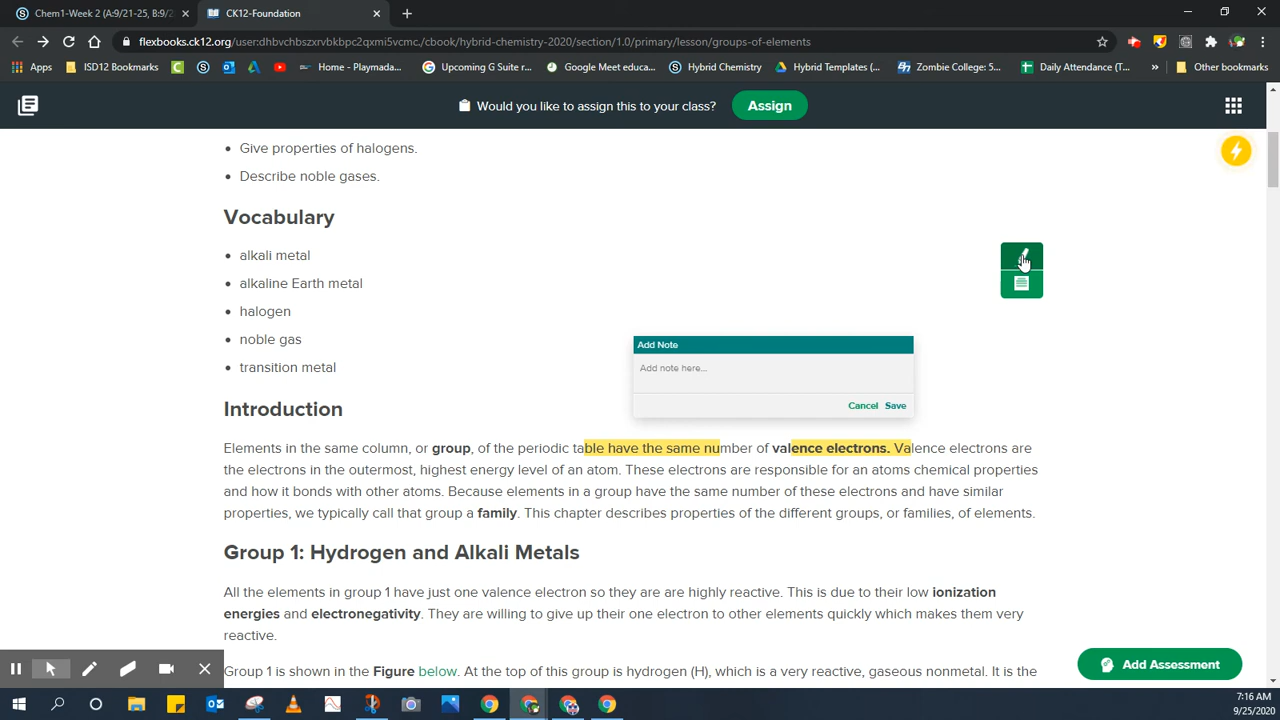 Chem1-Week 2 (A:9/21-25, B:9/2
CK12-Foundation
flexbooks.ck12.org/user:dhbvchbszxrvbkbpc2qxmi5vcmc./cbook/hybrid-chemistry-2020/section/1.0/primary/lesson/groups-of-elements
Apps
ISD12 Bookmarks
Home - Playmada...
Upcoming G Suite r...
Google Meet educa...
Hybrid Chemistry
Hybrid Templates (...
Zombie College: 5...
Daily Attendance (T...
»
Other bookmarks
Would you like to assign this to your class?
Assign
• Give properties of halogens.
• Describe noble gases.
Vocabulary
• alkali metal
• alkaline Earth metal
• halogen
• noble gas
• transition metal
Add Note
Add note here...
Cancel Save
Introduction
Elements in the same column, or group, of the periodic table have the same number of valence electrons. Valence electrons are
the electrons in the outermost, highest energy level of an atom. These electrons are responsible for an atoms chemical properties
and how it bonds with other atoms. Because elements in a group have the same number of these electrons and have similar
properties, we typically call that group a family. This chapter describes properties of the different groups, or families, of elements.
Group 1: Hydrogen and Alkali Metals
All the elements in group 1 have just one valence electron so they are are highly reactive. This is due to their low ionization
energies and electronegativity. They are willing to give up their one electron to other elements quickly which makes them very
reactive.
Group 1 is shown in the Figure below. At the top of this group is hydrogen (H), which is a very reactive, gaseous nonmetal. It is the
Add Assessment
7:16 AM
9/25/2020